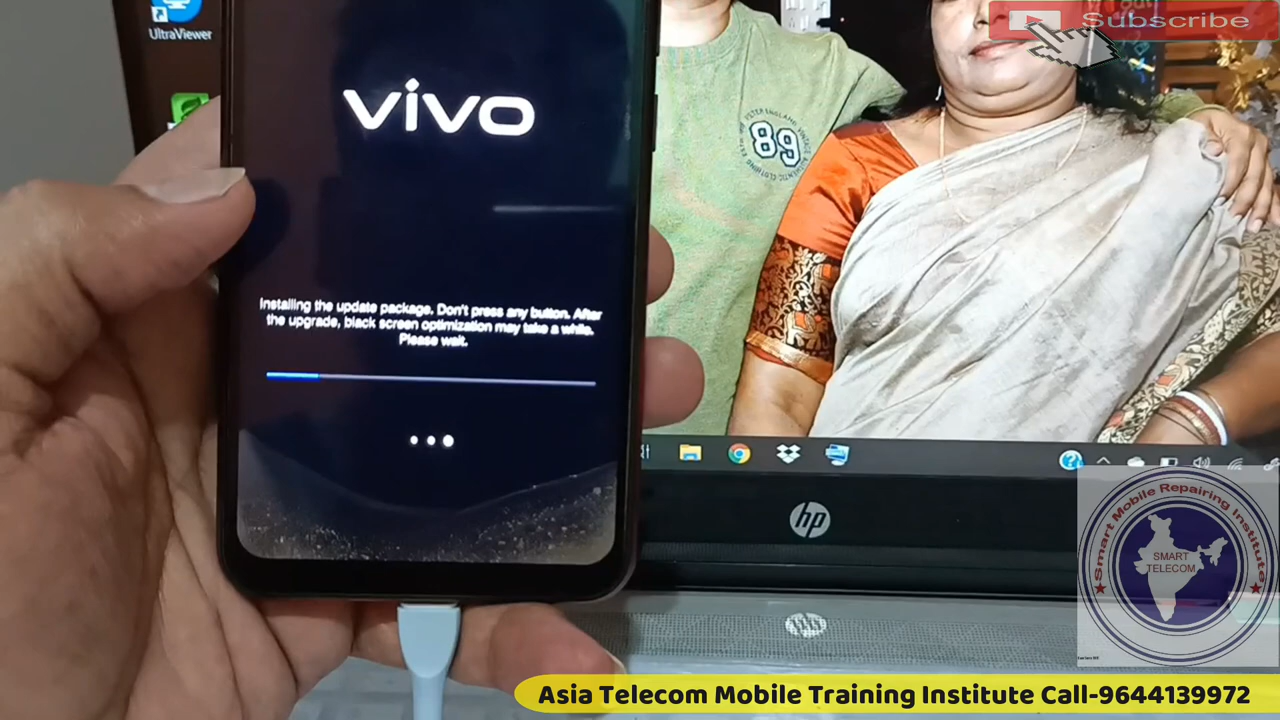 UltraViewer
Subscribe
vivo
89
Installing the update package. Don't press any button. After
the upgrade, black screen optimization may take a while.
Please wait.
hp
Smart Mobile Repairing Institute
SMART
TELECOM
Asia Telecom Mobile Training Institute Call-9644139972